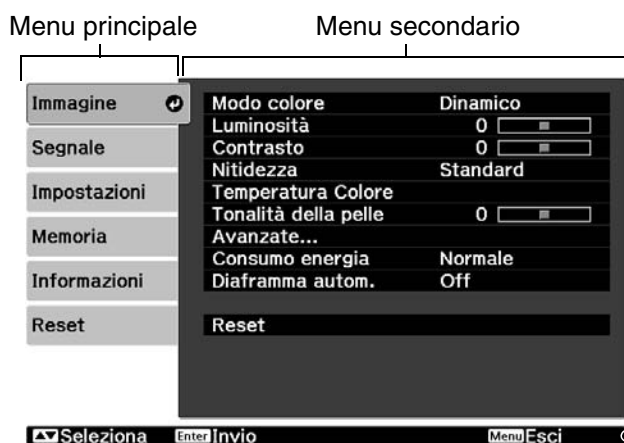 Menu principale
Menu secondario
Immagine
Segnale
Impostazioni
Memoria
Informazioni
Reset
Modo colore Dinamico
Luminosità 0
Contrasto 0
Nitidezza Standard
Temperatura Colore
Tonalità della pelle 0
Avanzate...
Consumo energia Normale
Diaframma autom. Off
Reset
Seleziona Enter Invio Menu Esci